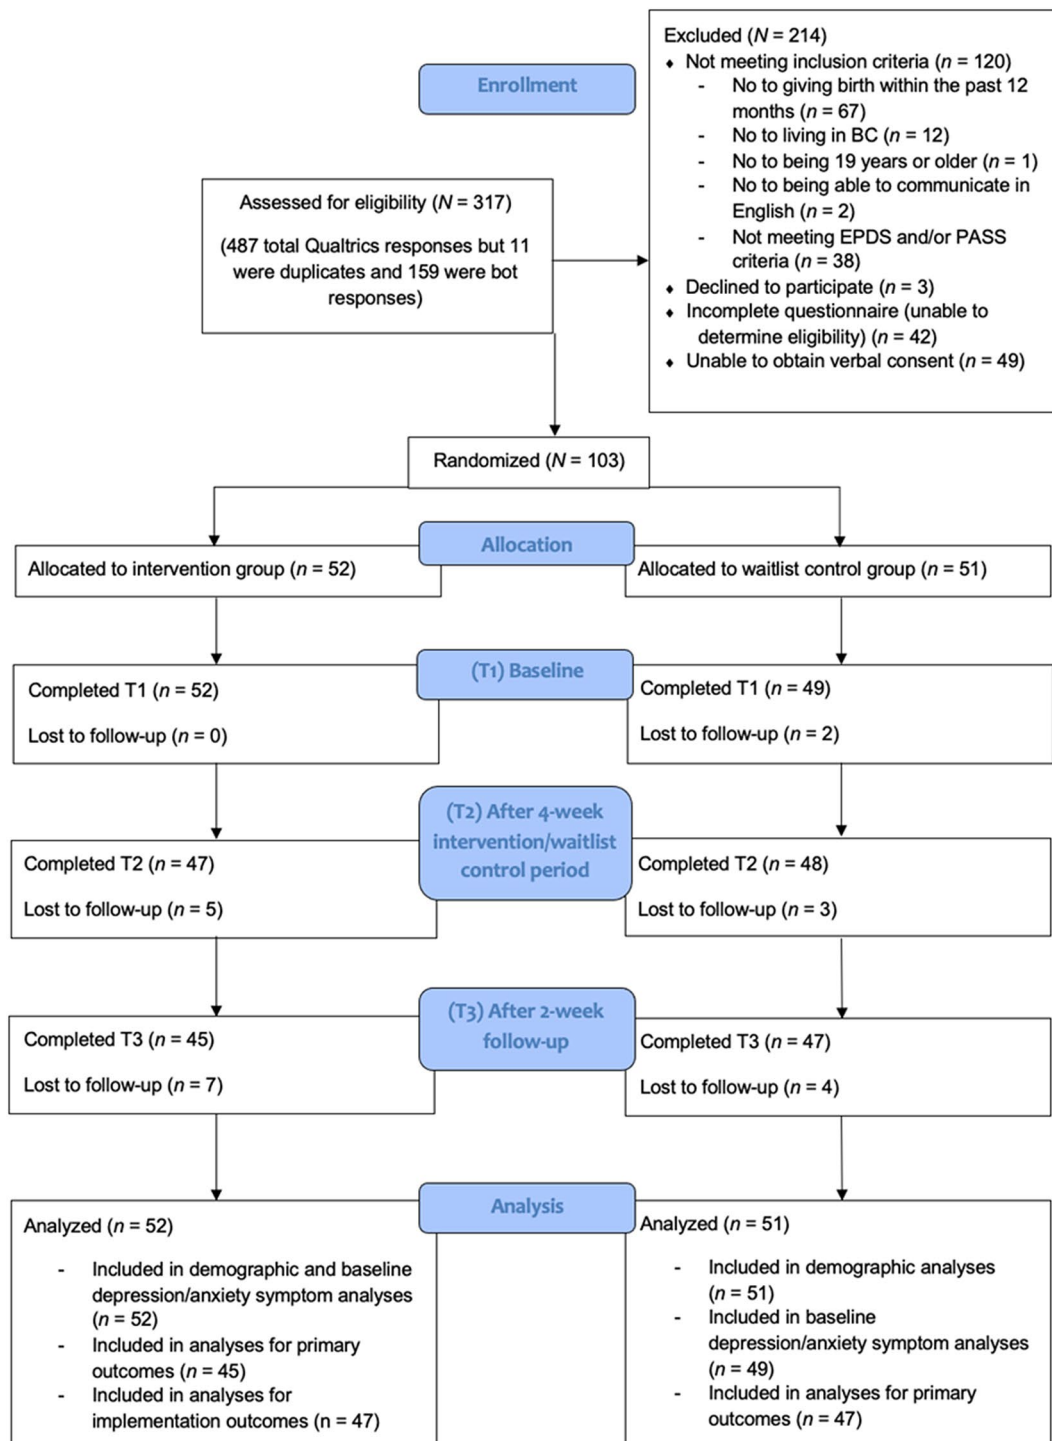 Enrollment
Excluded (N = 214)
♦ Not meeting inclusion criteria (n = 120)
- No to giving birth within the past 12
months (n = 67)
- No to living in BC (n = 12)
- No to being 19 years or older (n = 1)
- No to being able to communicate in
English (n = 2)
- Not meeting EPDS and/or PASS
criteria (n = 38)
♦ Declined to participate (n = 3)
♦ Incomplete questionnaire (unable to
determine eligibility) (n = 42)
♦ Unable to obtain verbal consent (n = 49)
Assessed for eligibility (N = 317)
(487 total Qualtrics responses but 11
were duplicates and 159 were bot
responses)
Randomized (N = 103)
Allocation
Allocated to intervention group (n = 52)
Allocated to waitlist control group (n = 51)
(T1) Baseline
Completed T1 (n = 52)
Lost to follow-up (n = 0)
Completed T1 (n = 49)
Lost to follow-up (n = 2)
(T2) After 4-week
intervention/waitlist
control period
Completed T2 (n = 47)
Lost to follow-up (n = 5)
Completed T2 (n = 48)
Lost to follow-up (n = 3)
(T3) After 2-week
follow-up
Completed T3 (n = 45)
Lost to follow-up (n = 7)
Completed T3 (n = 47)
Lost to follow-up (n = 4)
Analysis
Analyzed (n = 52)
- Included in demographic and baseline
depression/anxiety symptom analyses
(n = 52)
- Included in analyses for primary
outcomes (n = 45)
- Included in analyses for
implementation outcomes (n = 47)
Analyzed (n = 51)
- Included in demographic analyses
(n = 51)
- Included in baseline
depression/anxiety symptom analyses
(n = 49)
- Included in analyses for primary
outcomes (n = 47)